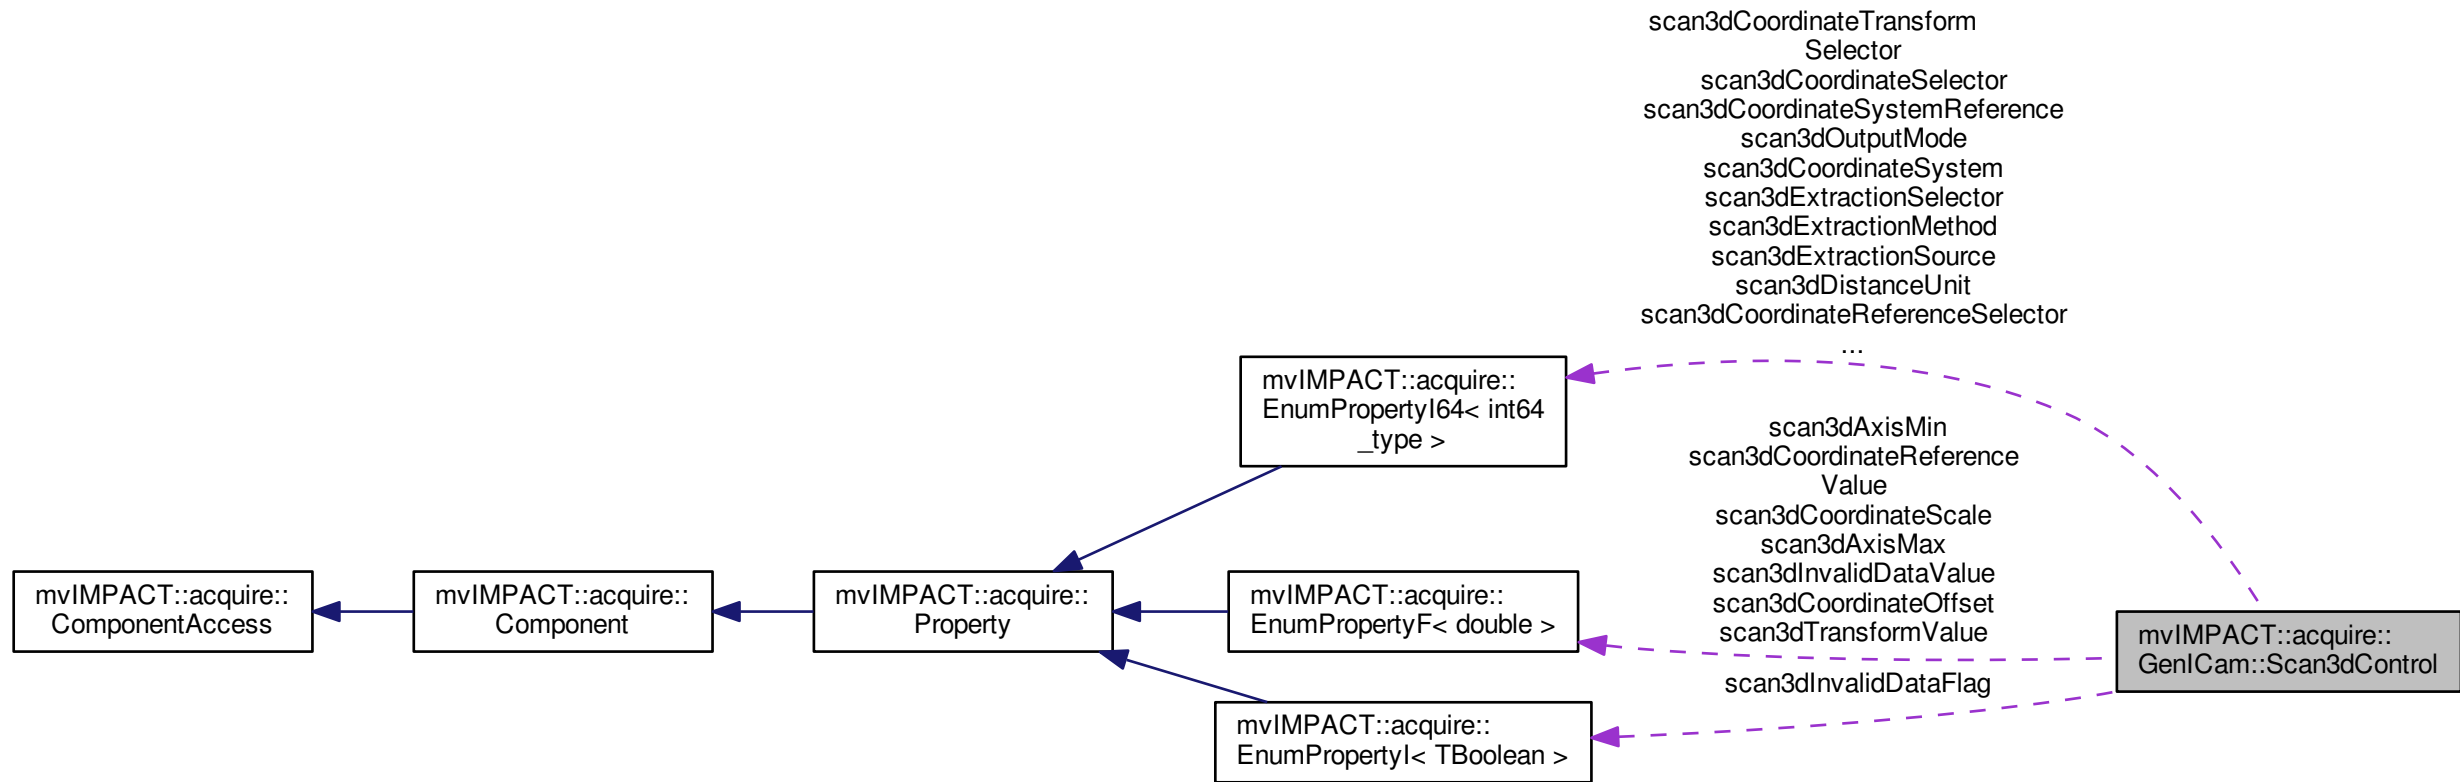 scan3dCoordinateTransform
Selector
scan3dCoordinateSelector
scan3dCoordinateSystemReference
scan3dOutputMode
scan3dCoordinateSystem
scan3dExtractionSelector
scan3dExtractionMethod
scan3dExtractionSource
scan3dDistanceUnit
scan3dCoordinateReferenceSelector
...
mvIMPACT::acquire::
EnumPropertyI64< int64
_type >
scan3dAxisMin
scan3dCoordinateReference
Value
scan3dCoordinateScale
scan3dAxisMax
scan3dInvalidDataValue
scan3dCoordinateOffset
scan3dTransformValue
mvIMPACT::acquire::
ComponentAccess
mvIMPACT::acquire::
Component
mvIMPACT::acquire::
Property
mvIMPACT::acquire::
EnumPropertyF< double >
mvIMPACT::acquire::
GenICam::Scan3dControl
scan3dInvalidDataFlag
mvIMPACT::acquire::
EnumPropertyI< TBoolean >